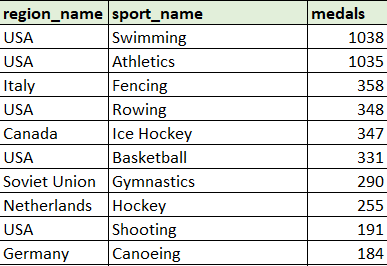 region_name sport_name medals
USA Swimming 1038
USA Athletics 1035
Italy Fencing 358
USA Rowing 348
Canada Ice Hockey 347
USA Basketball 331
Soviet Union Gymnastics 290
Netherlands Hockey 255
USA Shooting 191
Germany Canoeing 184